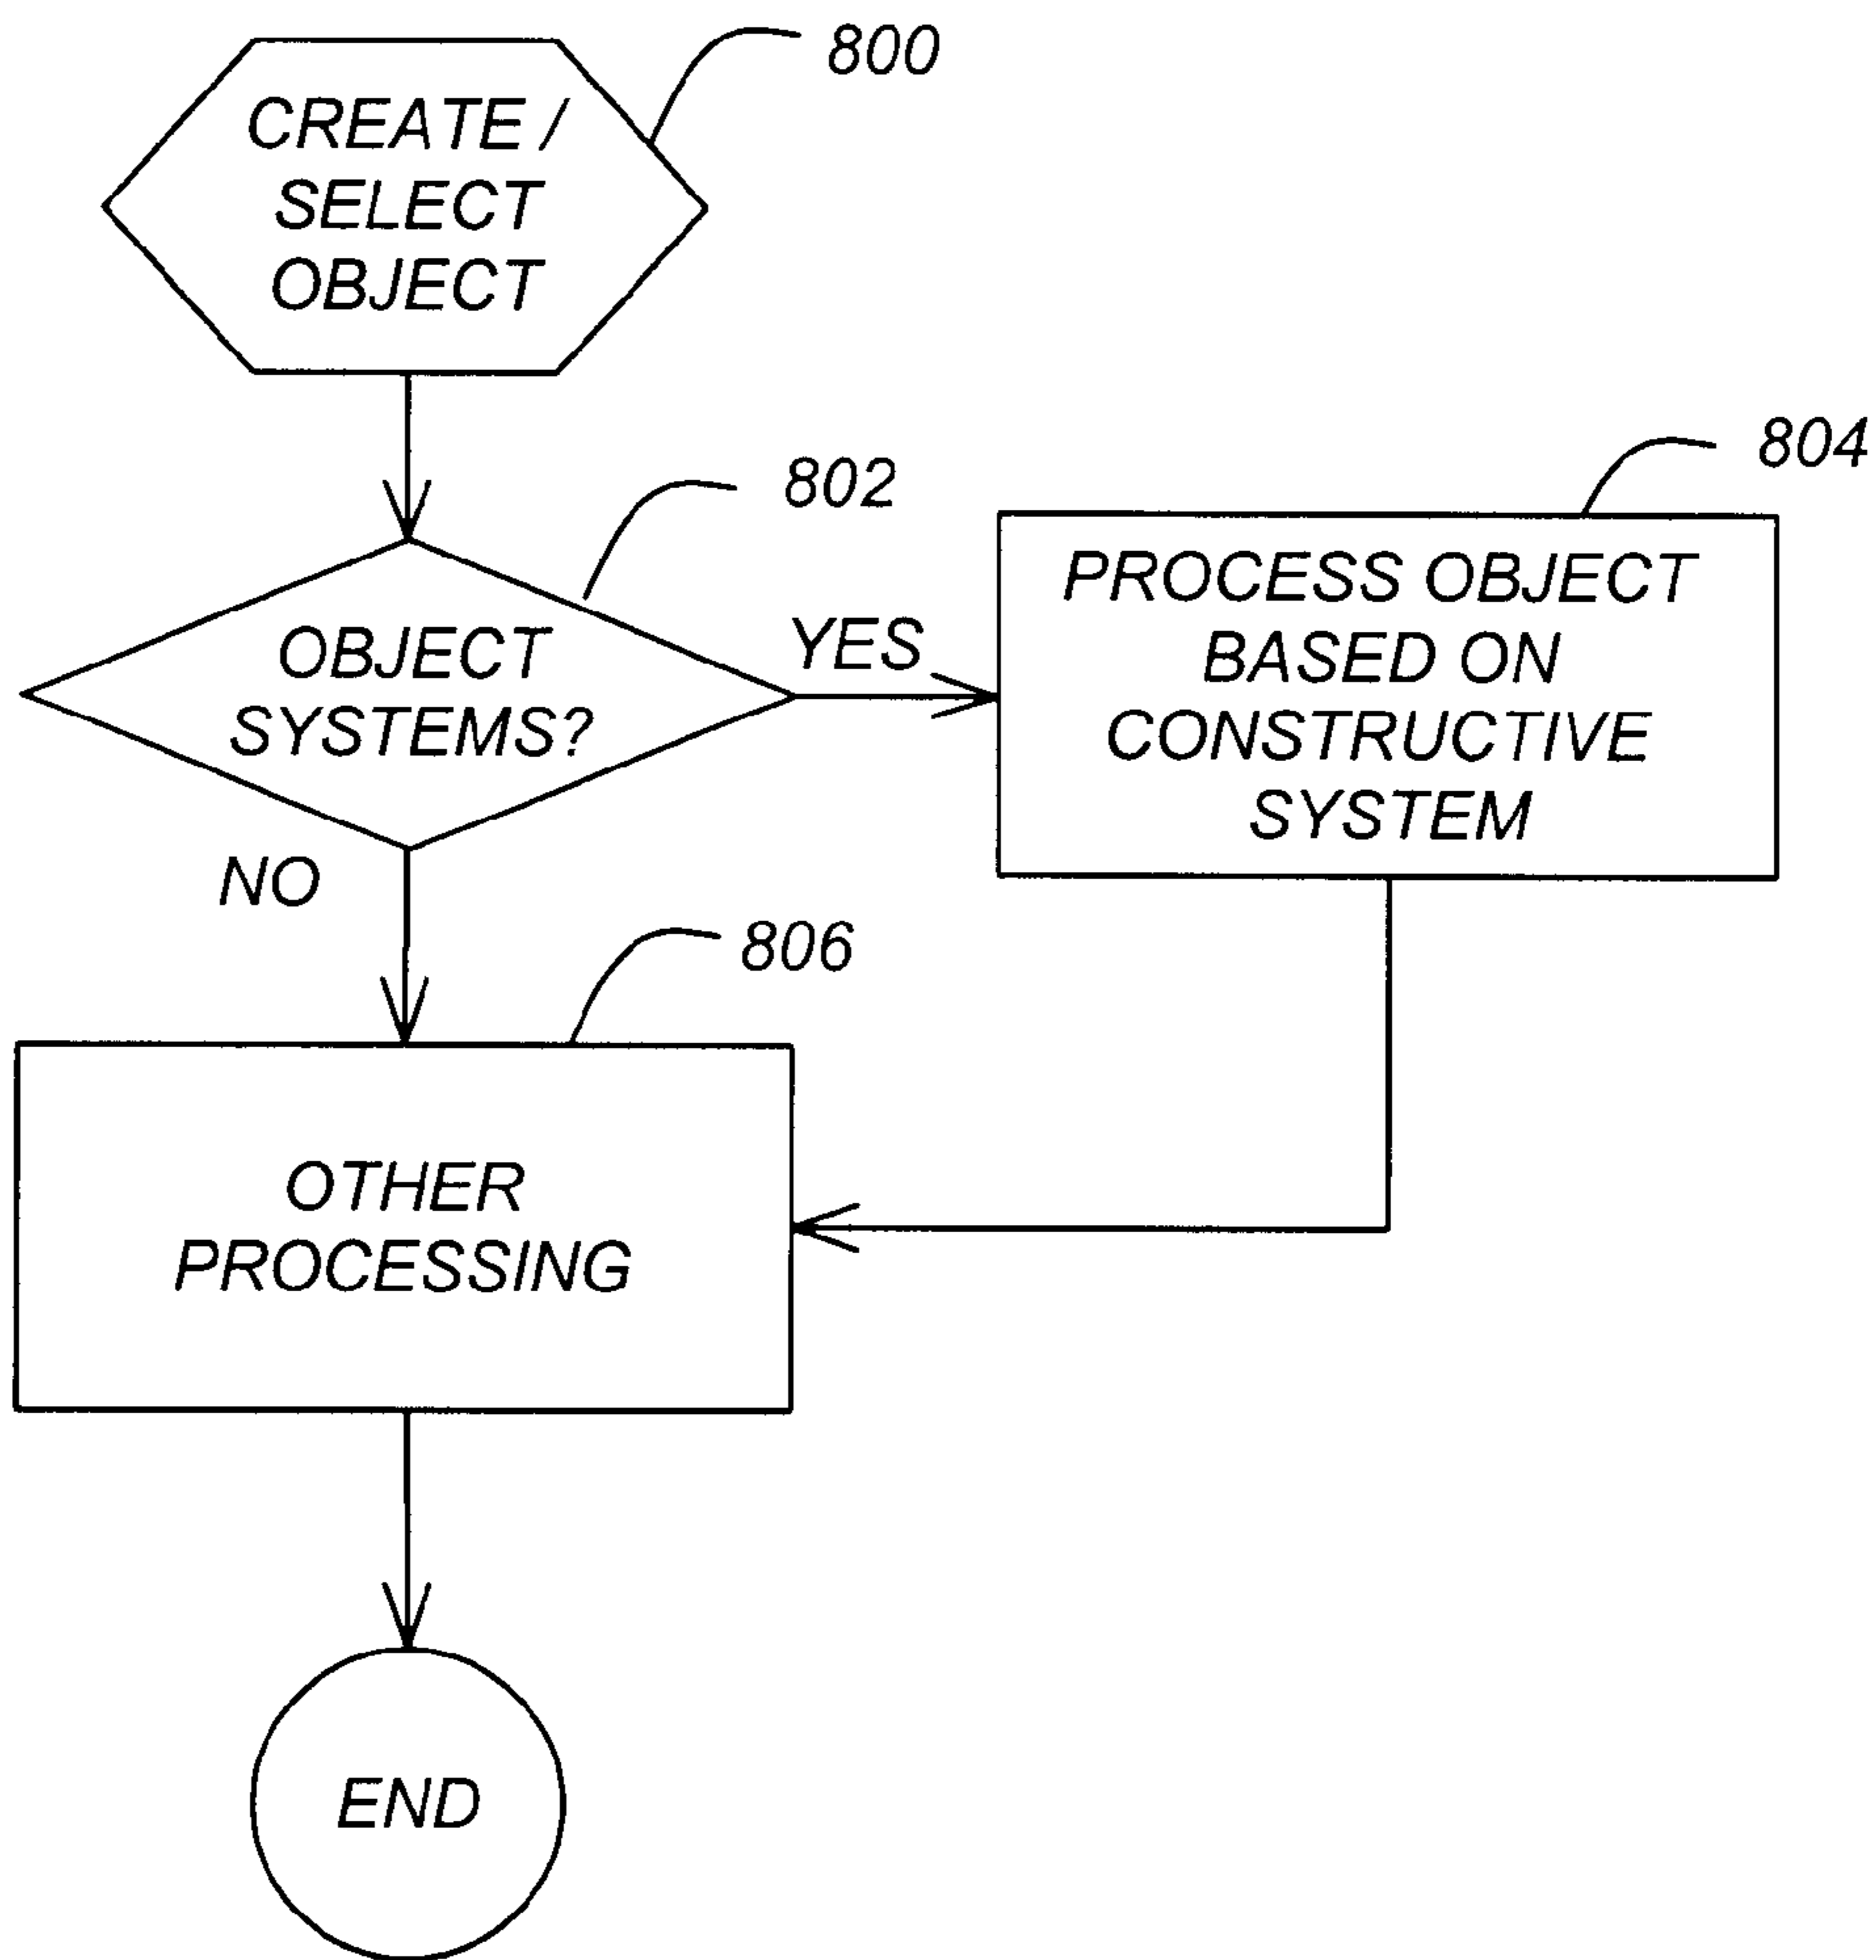 800
CREATE /
SELECT
OBJECT
802
OBJECT
SYSTEMS?
YES
804
PROCESS OBJECT
BASED ON
CONSTRUCTIVE
SYSTEM
NO
806
OTHER
PROCESSING
END